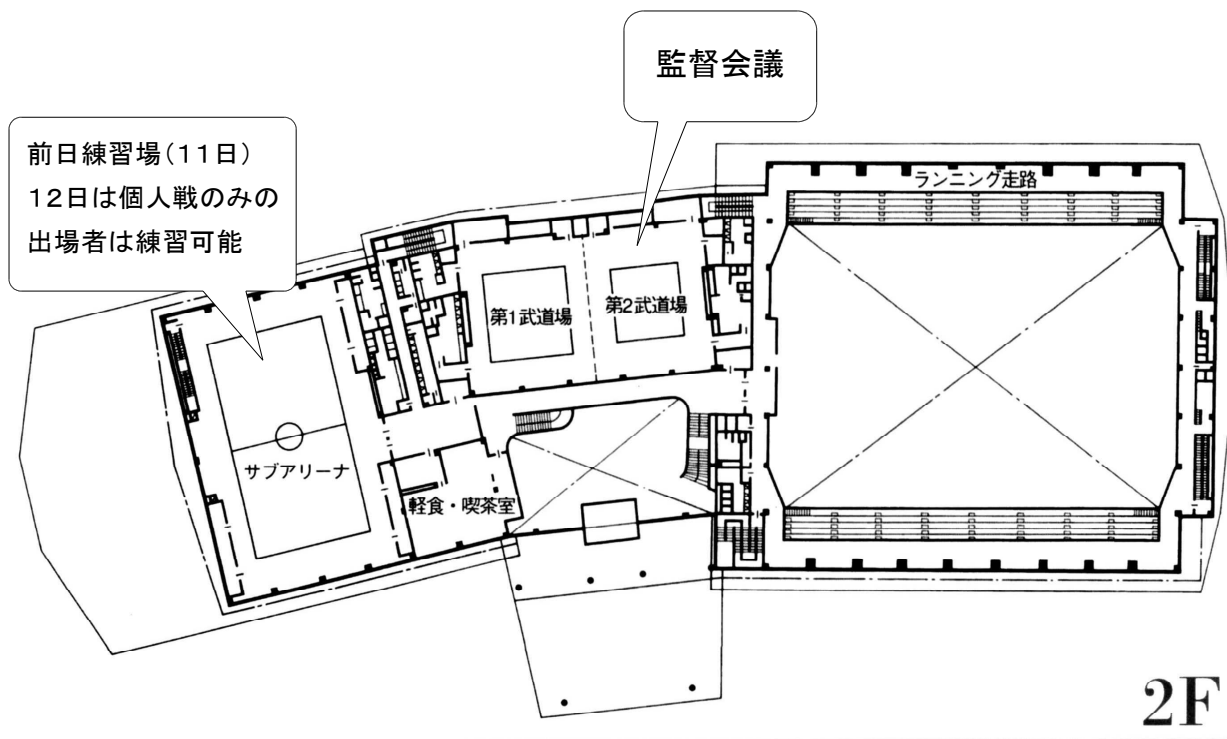 監督会議
前日練習場(11日)
12日は個人戦のみの
出場者は練習可能
ランニング走路
第1武道場
第2武道場
サブアリーナ
軽食・喫茶室
2F